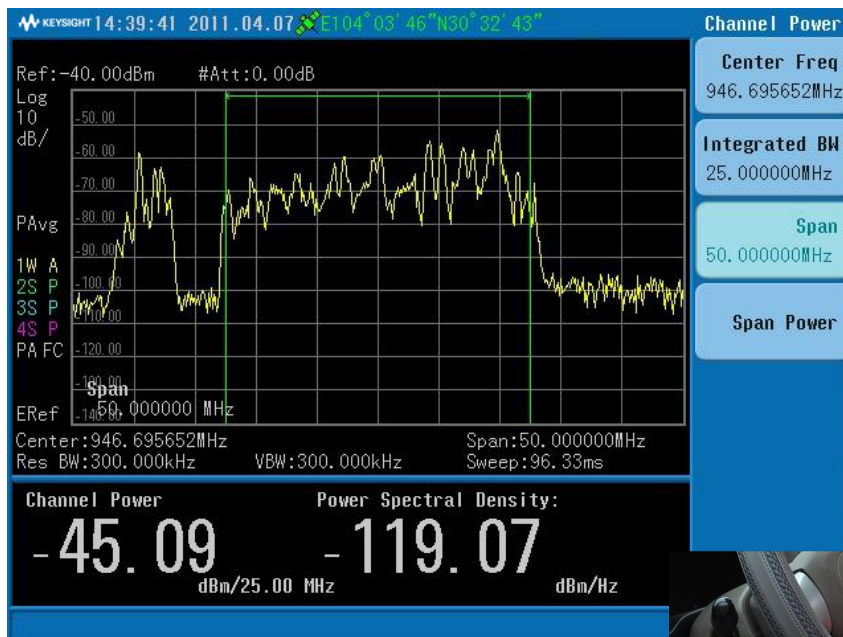 KEYSIGHT 14:39:41 2011.04.07 E104°03'46"N30°32'43"
Channel Power
Ref:-40.00dBm #Att:0.00dB
Log
10
dB/
-50.00
-60.00
-70.00
PAvg
-80.00
-90.00
1W A
2S P
-100.00
3S P
-110.00
4S P
PA FC
-120.00
Span
50.000000 MHz
ERef
Center:946.695652MHz Span:50.000000MHz
Res BW:300.000kHz VBW:300.000kHz Sweep:96.33ms
Channel Power Power Spectral Density:
-45.09 -119.07
dBm/25.00 MHz dBm/Hz
Center Freq
946.695652MHz
Integrated BW
25.000000MHz
Span
50.000000MHz
Span Power